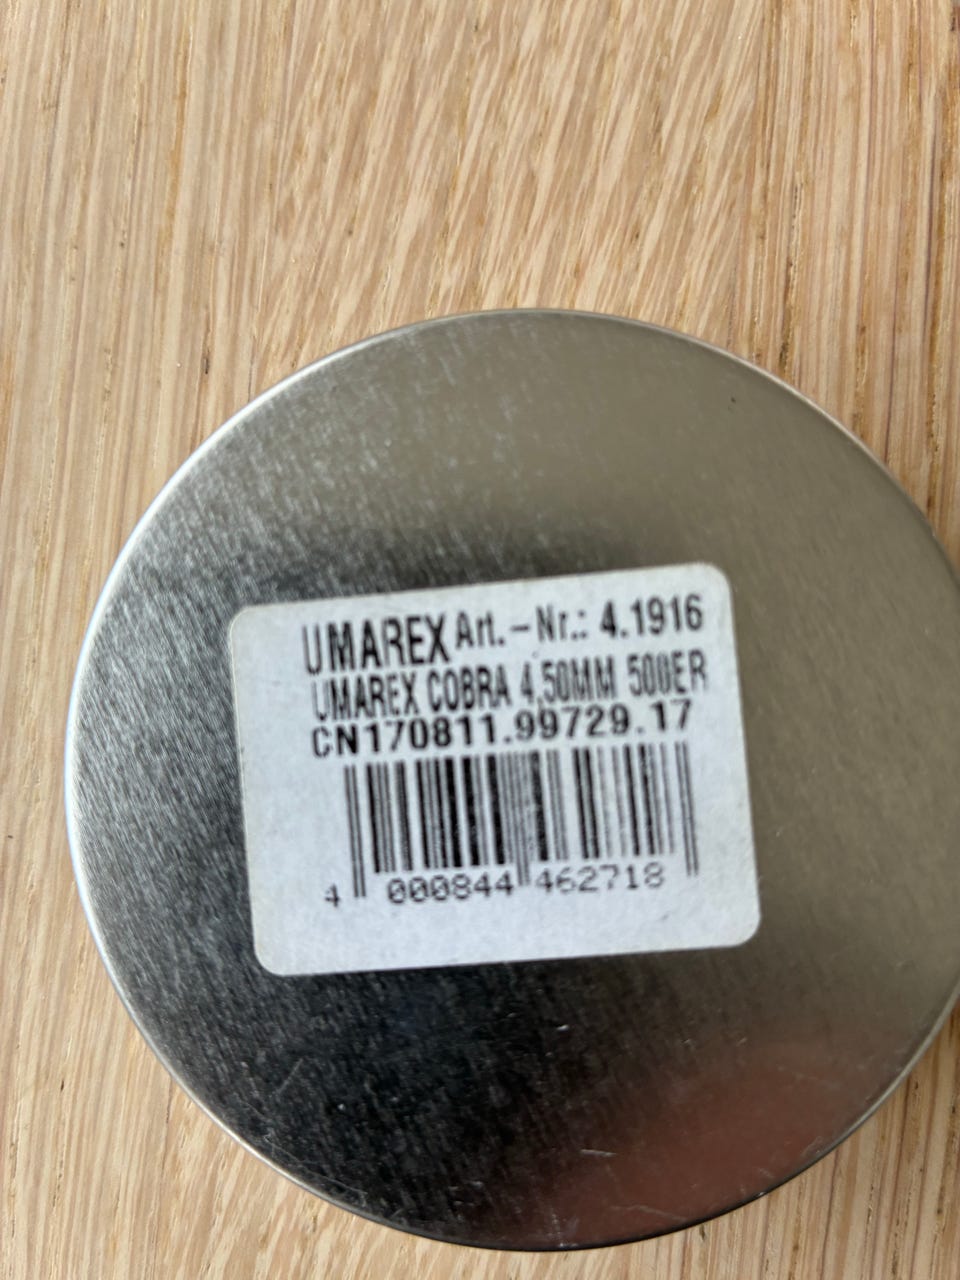 UMAREX Art.-Nr.: 4.1916
UMAREX COBRA 4,50MM 500ER
CN170811.99729.17
4 000844 462718